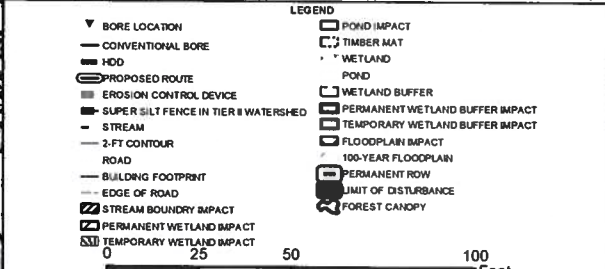 LEGEND
BORE LOCATION
CONVENTIONAL BORE
HDD
PROPOSED ROUTE
EROSION CONTROL DEVICE
SUPER SILT FENCE IN TIER II WATERSHED
STREAM
2-FT CONTOUR
ROAD
BUILDING FOOTPRINT
EDGE OF ROAD
STREAM BOUNDRY IMPACT
PERMANENT WETLAND IMPACT
TEMPORARY WETLAND IMPACT
POND IMPACT
TIMBER MAT
WETLAND
POND
WETLAND BUFFER
PERMANENT WETLAND BUFFER IMPACT
TEMPORARY WETLAND BUFFER IMPACT
FLOODPLAIN IMPACT
100-YEAR FLOODPLAIN
PERMANENT ROW
LIMIT OF DISTURBANCE
FOREST CANOPY
0 25 50 100
Feet